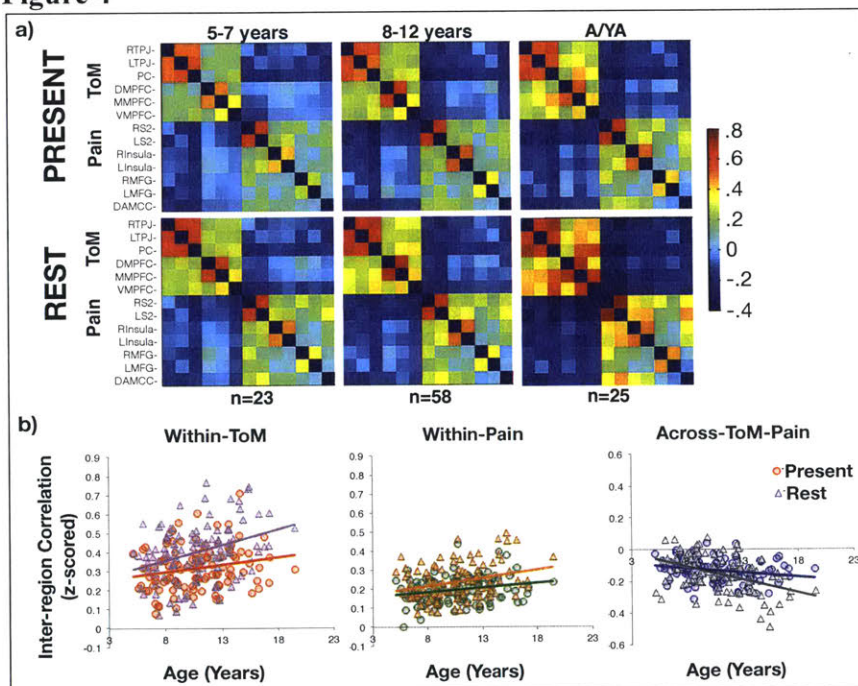 Figure 4
a)
5-7 years 8-12 years A/YA
PRESENT
ToM
RTPJ-
LTPJ-
PC-
DMPFC-
MMPFC-
VMPFC-
Pain
RS2-
LS2-
RInsula-
LInsula-
RMFG-
LMFG-
DAMCC-
REST
ToM
RTPJ-
LTPJ-
PC-
DMPFC-
MMPFC-
VMPFC-
Pain
RS2-
LS2-
RInsula-
LInsula-
RMFG-
LMFG-
DAMCC-
.8
.6
.4
.2
0
-.2
-.4
n=23 n=58 n=25
b)
Within-ToM Within-Pain Across-ToM-Pain
Inter-region Correlation
(z-scored)
0.9
0.8
0.7
0.6
0.5
0.4
0.3
0.2
0.1
0
-0.1
3 8 13 18 23
Age (Years)
0.9
0.8
0.7
0.6
0.5
0.4
0.3
0.2
0.1
0
-0.1
3 8 13 18 23
Age (Years)
0.6
0.4
0.2
0
-0.2
-0.4
-0.6
3 8 13 18 23
Present
Rest
Age (Years)